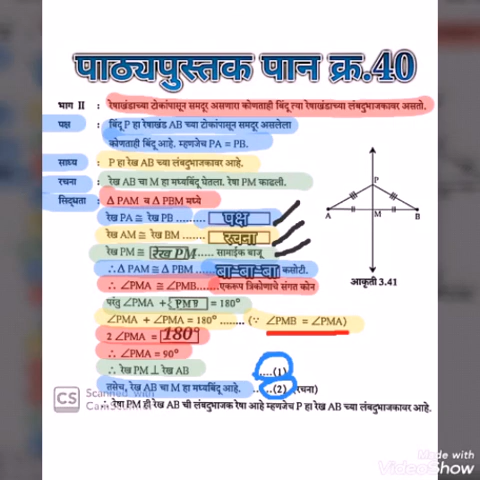 पाठ्यपुस्तक पान क्र.40
भाग II : रेषाखंडाच्या टोकांपासून समदूर असणारा कोणताही बिंदू त्या रेषाखंडाच्या लंबदुभाजकावर असतो.
पक्ष : बिंदू P हा रेषाखंड AB च्या टोकांपासून समदूर असलेला
कोणताही बिंदू आहे. म्हणजेच PA = PB.
साध्य : P हा रेख AB च्या लंबदुभाजकावर आहे.
रचना : रेख AB चा M हा मध्यबिंदू घेतला. रेषा PM काढली.
सिद्धता : Δ PAM व Δ PBM मध्ये
रेख PA ≅ रेख PB ......... पक्ष
रेख AM ≅ रेख BM ......... रचना
रेख PM ≅ रेख PM सामाईक बाजू
∴ Δ PAM ≅ Δ PBM ......... बा-बा-बा कसोटी.
∴ ∠PMA ≅ ∠PMB.......एकरूप त्रिकोणाचे संगत कोन
परंतु ∠PMA + ∠PMB = 180°
∠PMA + ∠PMA = 180° ........ (∵ ∠PMB = ∠PMA)
2 ∠PMA = 180°
∴ ∠PMA = 90°
∴ रेख PM ⊥ रेख AB ....(1)
तसेच, रेख AB चा M हा मध्यबिंदू आहे. ....(2) (रचना)
∴ रेषा PM ही रेख AB ची लंबदुभाजक रेषा आहे म्हणजेच P हा रेख AB च्या लंबदुभाजकावर आहे.
P
A M B
आकृती 3.41
CS Scanned with
CamS
Made with
VideoShow